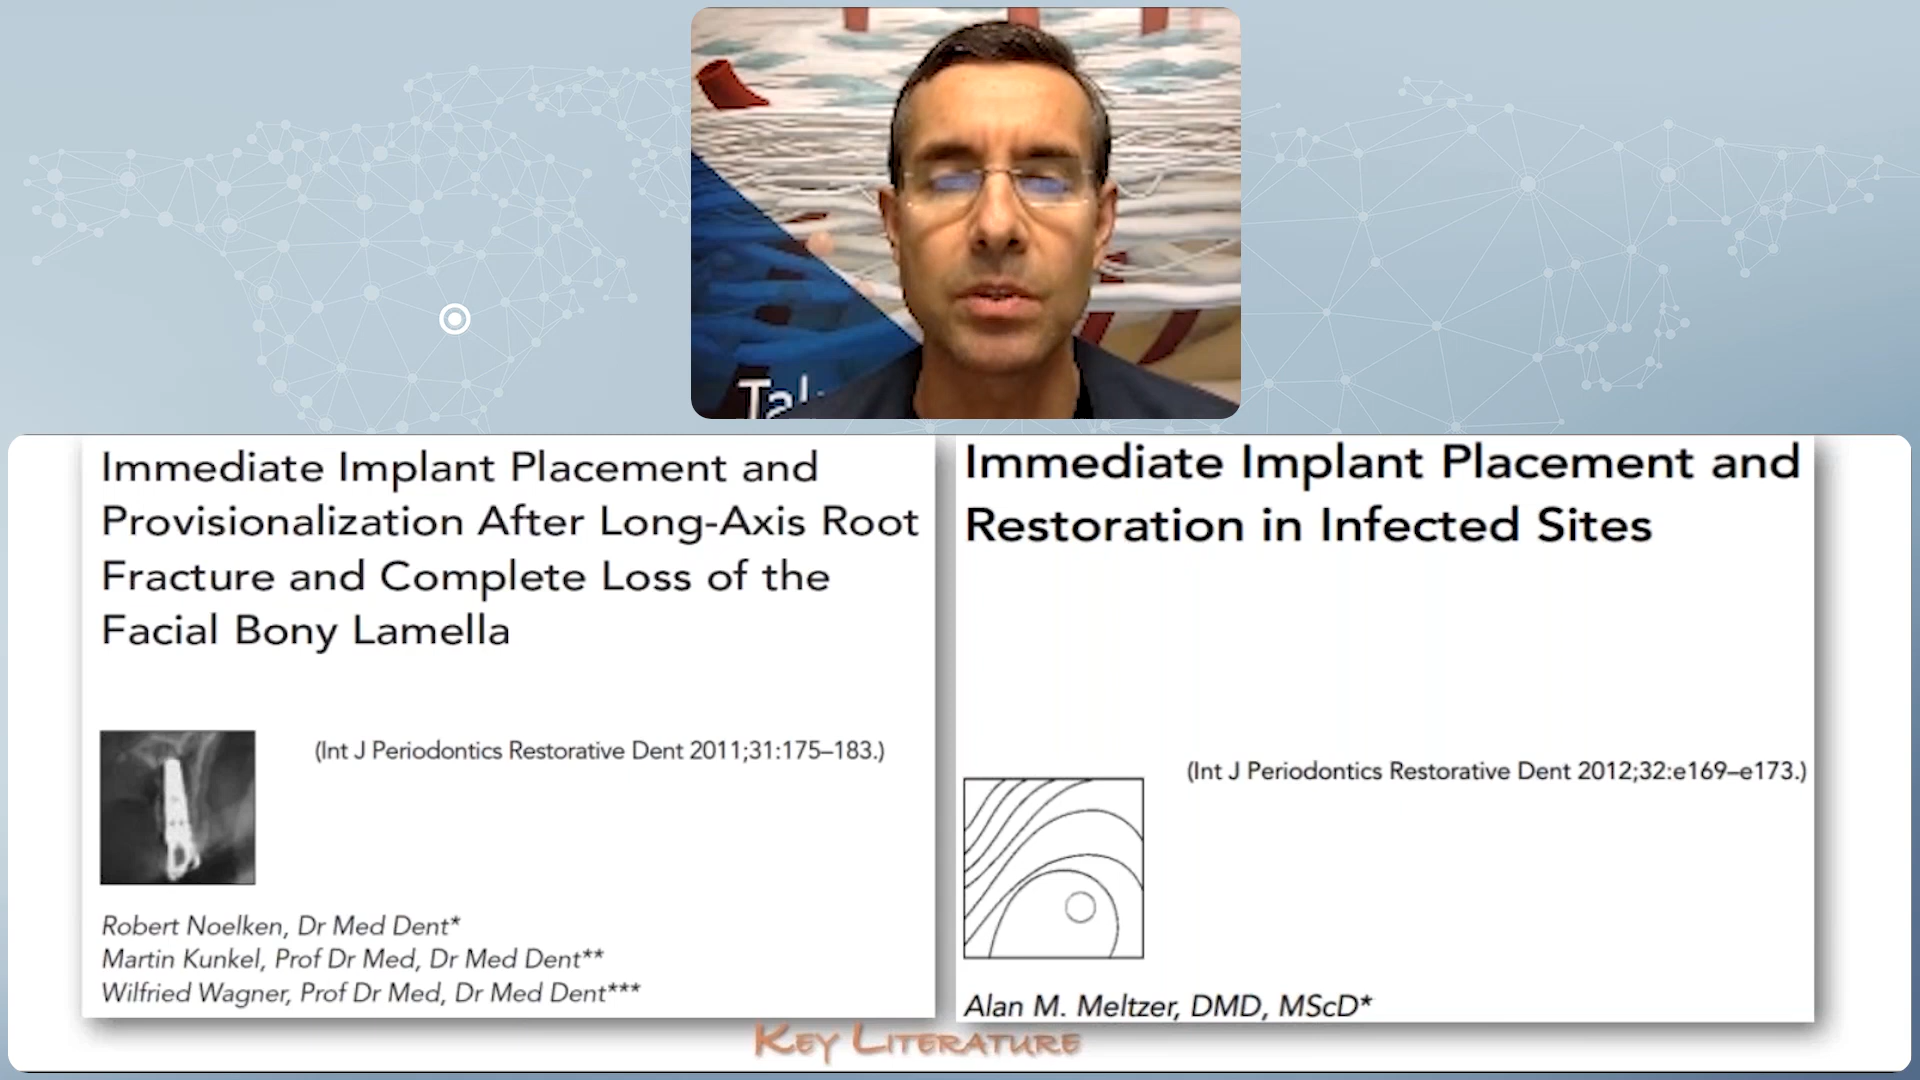 Tal
Immediate Implant Placement and
Provisionalization After Long-Axis Root
Fracture and Complete Loss of the
Facial Bony Lamella
(Int J Periodontics Restorative Dent 2011;31:175–183.)
Robert Noelken, Dr Med Dent*
Martin Kunkel, Prof Dr Med, Dr Med Dent**
Wilfried Wagner, Prof Dr Med, Dr Med Dent***
Immediate Implant Placement and
Restoration in Infected Sites
(Int J Periodontics Restorative Dent 2012;32:e169–e173.)
Alan M. Meltzer, DMD, MScD*
KEY LITERATURE